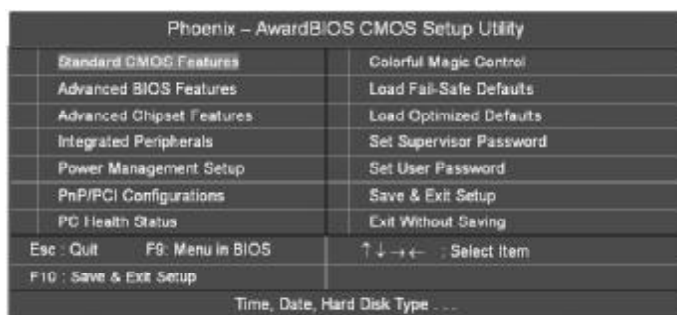 Phoenix – AwardBIOS CMOS Setup Utility
Standard CMOS Features
Advanced BIOS Features
Advanced Chipset Features
Integrated Peripherals
Power Management Setup
PnP/PCI Configurations
PC Health Status
Colorful Magic Control
Load Fail-Safe Defaults
Load Optimized Defaults
Set Supervisor Password
Set User Password
Save & Exit Setup
Exit Without Saving
Esc : Quit F9: Menu in BIOS
↑↓→← : Select Item
F10 : Save & Exit Setup
Time, Date, Hard Disk Type . . .